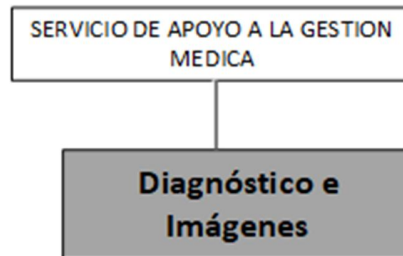 SERVICIO DE APOYO A LA GESTION
MEDICA
Diagnóstico e
Imágenes